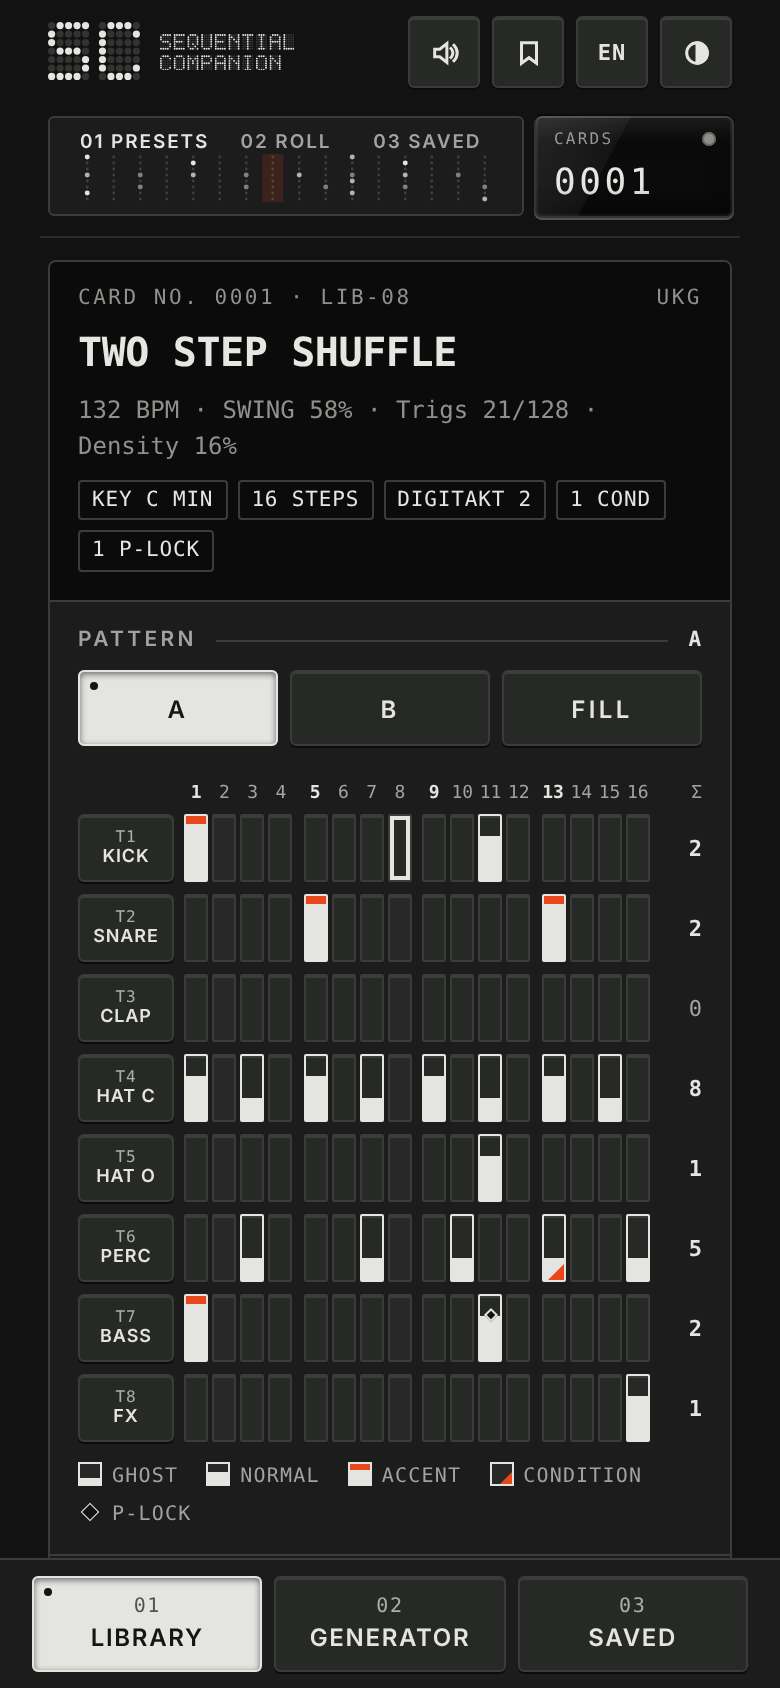 SC SEQUENTIAL COMPANION
EN
01 PRESETS 02 ROLL 03 SAVED
CARDS
0001
CARD NO. 0001 · LIB-08 UKG
TWO STEP SHUFFLE
132 BPM · SWING 58% · Trigs 21/128 ·
Density 16%
KEY C MIN 16 STEPS DIGITAKT 2 1 COND
1 P-LOCK
PATTERN A
A B FILL
1 2 3 4 5 6 7 8 9 10 11 12 13 14 15 16 Σ
T1
KICK 2
T2
SNARE 2
T3
CLAP 0
T4
HAT C 8
T5
HAT O 1
T6
PERC 5
T7
BASS 2
T8
FX 1
GHOST NORMAL ACCENT CONDITION
P-LOCK
01 02 03
LIBRARY GENERATOR SAVED